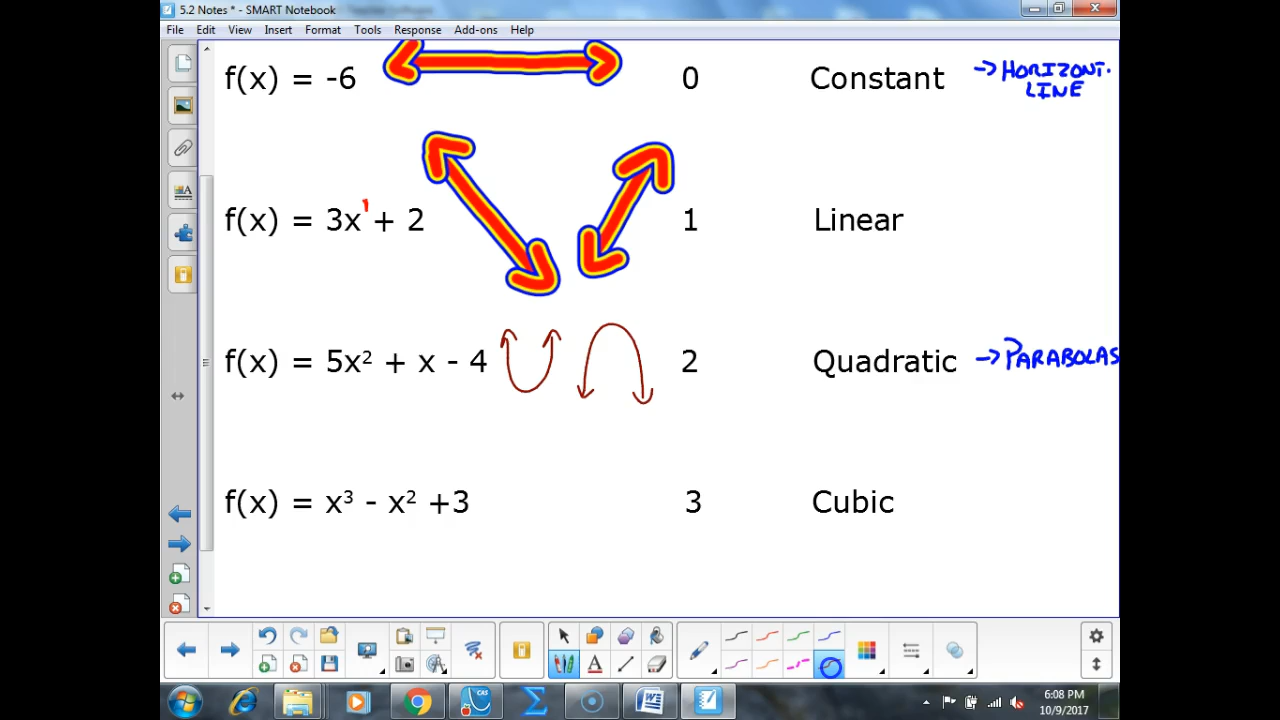 5.2 Notes * - SMART Notebook
File Edit View Insert Format Tools Response Add-ons Help
f(x) = -6 0 Constant → HORIZONT.
LINE
f(x) = 3x¹ + 2 1 Linear
f(x) = 5x² + x - 4 2 Quadratic → PARABOLAS
f(x) = x³ - x² +3 3 Cubic
6:08 PM
10/9/2017